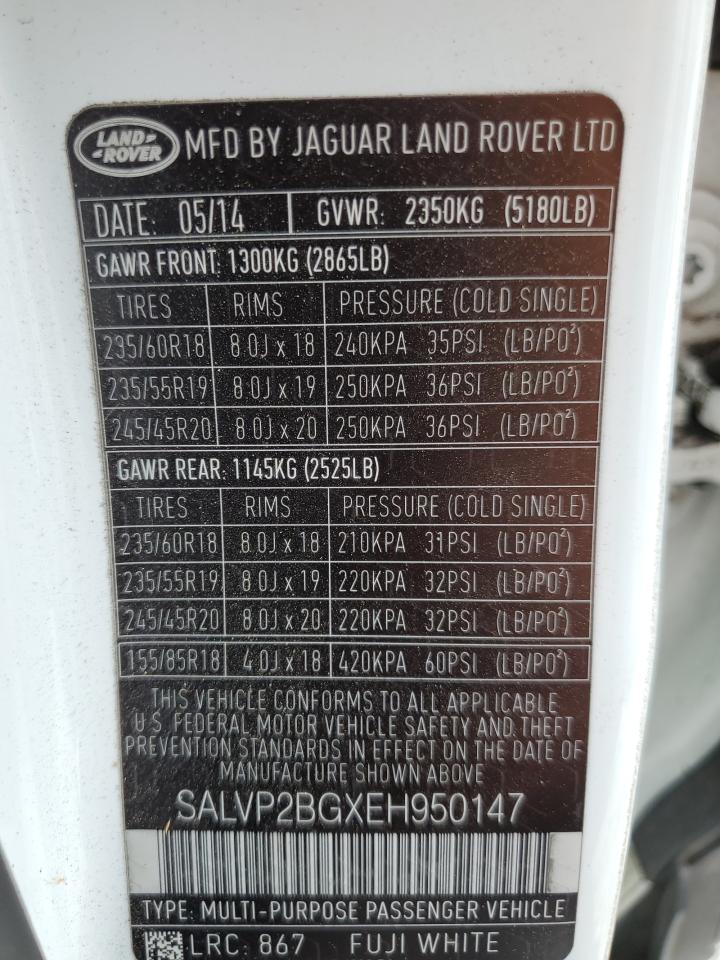 LAND ROVER MFD BY JAGUAR LAND ROVER LTD
DATE: 05/14 GVWR: 2350KG (5180LB)
GAWR FRONT: 1300KG (2865LB)
TIRES RIMS PRESSURE (COLD SINGLE)
235/60R18 8.0J x 18 240KPA 35PSI (LB/PO²)
235/55R19 8.0J x 19 250KPA 36PSI (LB/PO²)
245/45R20 8.0J x 20 250KPA 36PSI (LB/PO²)
GAWR REAR: 1145KG (2525LB)
TIRES RIMS PRESSURE (COLD SINGLE)
235/60R18 8.0J x 18 210KPA 31PSI (LB/PO²)
235/55R19 8.0J x 19 220KPA 32PSI (LB/PO²)
245/45R20 8.0J x 20 220KPA 32PSI (LB/PO²)
155/85R18 4.0J x 18 420KPA 60PSI (LB/PO²)
THIS VEHICLE CONFORMS TO ALL APPLICABLE
U.S. FEDERAL MOTOR VEHICLE SAFETY AND THEFT
PREVENTION STANDARDS IN EFFECT ON THE DATE OF
MANUFACTURE SHOWN ABOVE
SALVP2BGXEH950147
TYPE: MULTI-PURPOSE PASSENGER VEHICLE
LRC: 867 FUJI WHITE